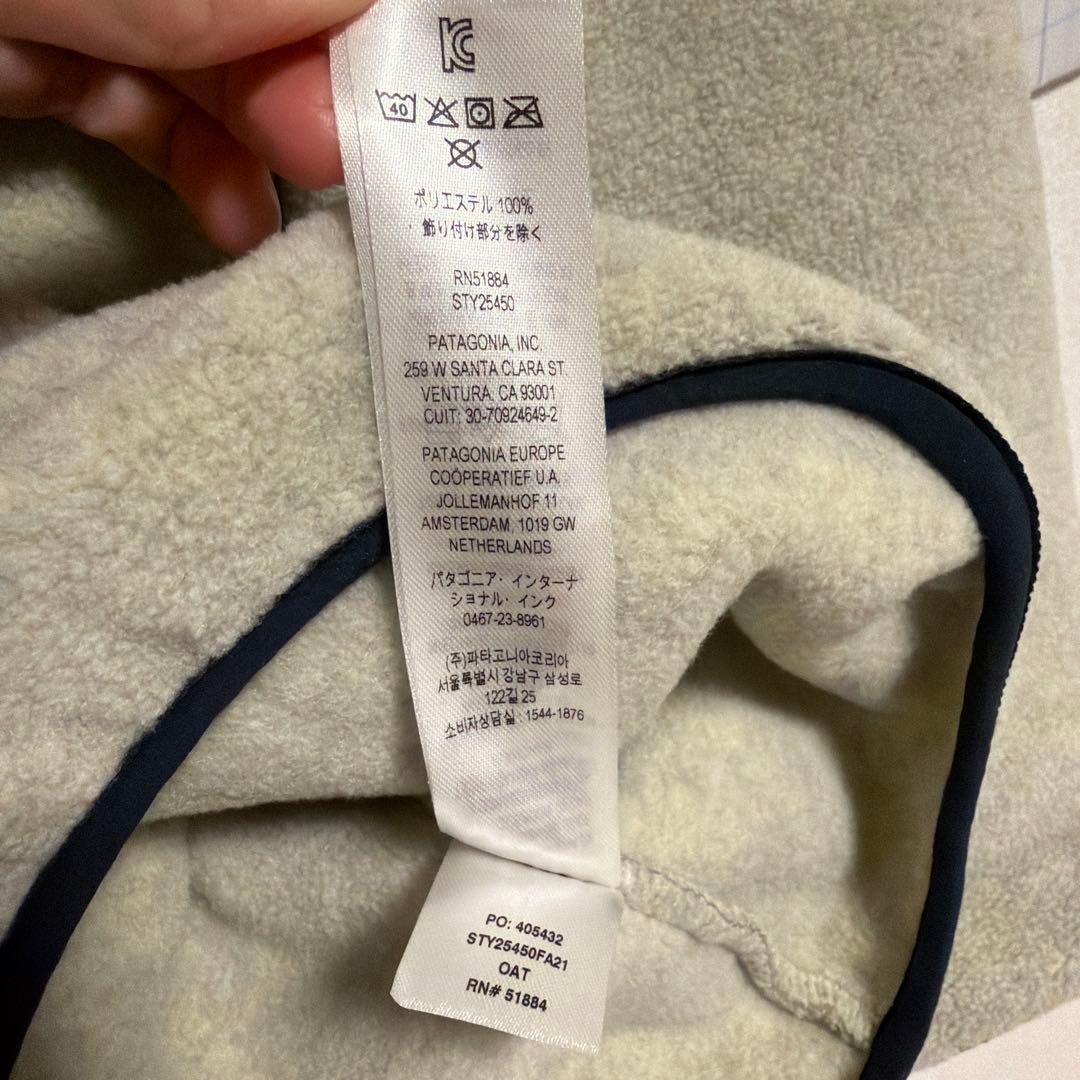 40
ポリエステル 100%
・飾り付け部分を除く
RN51884
STY25450
PATAGONIA, INC
259 W SANTA CLARA ST.
VENTURA, CA 93001
CUIT: 30-70924649-2
PATAGONIA EUROPE
COÖPERATIEF U.A.
JOLLEMANHOF 11
AMSTERDAM, 1019 GW
NETHERLANDS
パタゴニア・インターナ
ショナル・インク
0467-23-8961
(주)파타고니아코리아
서울특별시 강남구 삼성로
122길 25
소비자상담실 : 1544-1876
PO: 405432
STY25450FA21
OAT
RN# 51884